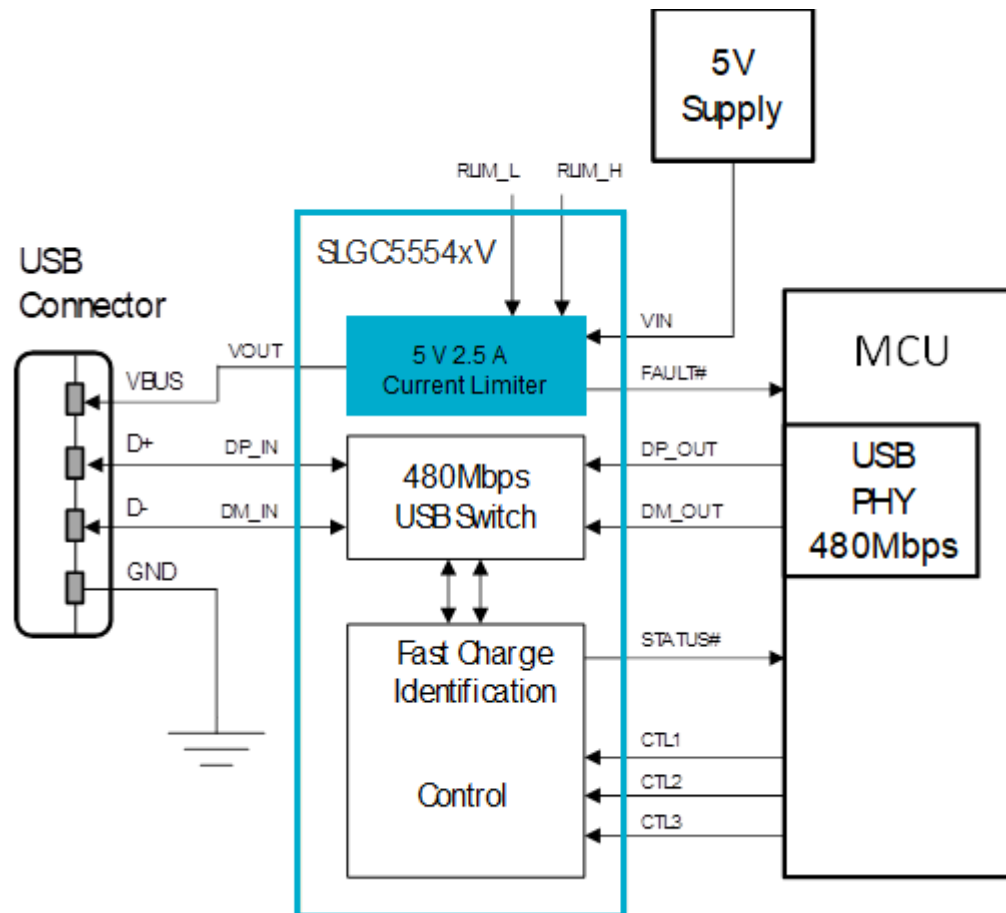 5V
Supply
RLIM_L
RLIM_H
SLGC5554xV
USB
Connector
VIN
VOUT
5 V 2.5 A
Current Limiter
MCU
VBUS
FAULT#
D+
DP_IN
480Mbps
USB Switch
DP_OUT
USB
PHY
480Mbps
D-
DM_IN
DM_OUT
GND
Fast Charge
Identification
STATUS#
Control
CTL1
CTL2
CTL3